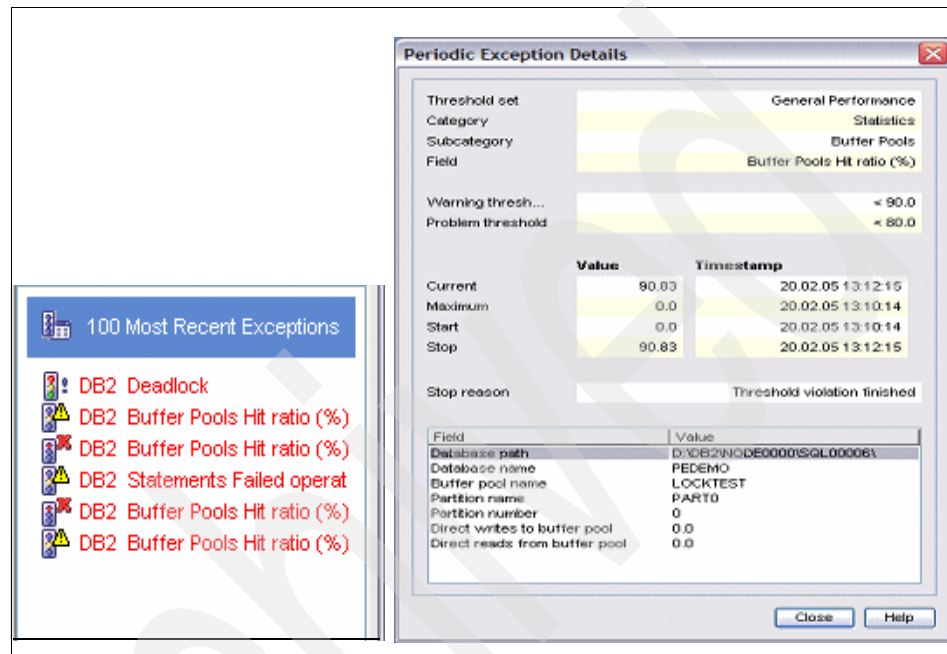 Periodic Exception Details
Threshold set General Performance
Category Statistics
Subcategory Buffer Pools
Field Buffer Pools Hit ratio (%)
Warning thresh... < 90.0
Problem threshold < 80.0
Value Timestamp
Current 90.83 20.02.05 13:12:15
Maximum 0.0 20.02.05 13:10:14
Start 0.0 20.02.05 13:10:14
Stop 90.83 20.02.05 13:12:15
Stop reason Threshold violation finished
Field Value
Database path D:\DB2\NODE0000\SQL00006\
Database name PEDEMO
Buffer pool name LOCKTEST
Partition name PART0
Partition number 0
Direct writes to buffer pool 0.0
Direct reads from buffer pool 0.0
Close Help
100 Most Recent Exceptions
DB2 Deadlock
DB2 Buffer Pools Hit ratio (%)
DB2 Buffer Pools Hit ratio (%)
DB2 Statements Failed operat
DB2 Buffer Pools Hit ratio (%)
DB2 Buffer Pools Hit ratio (%)